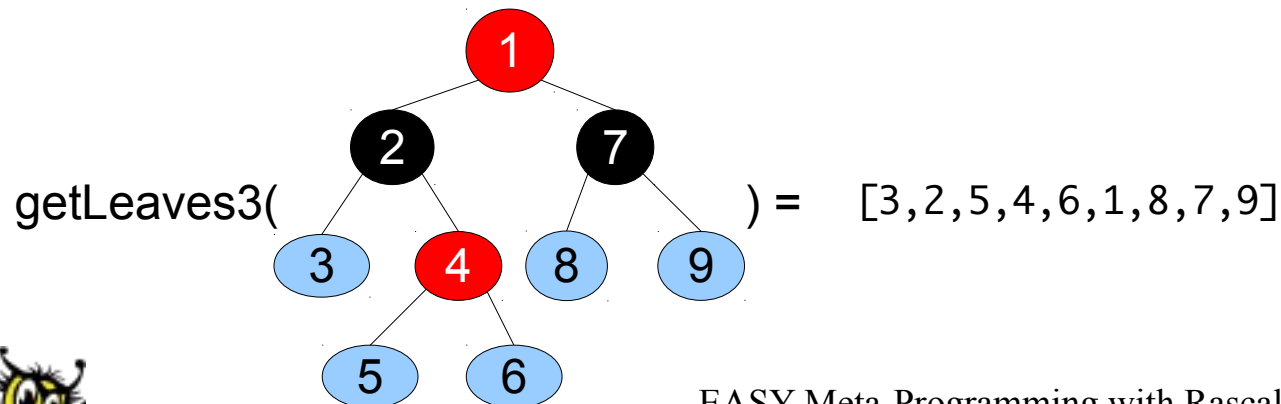 1
2 7
getLeaves3( ) = [3,2,5,4,6,1,8,7,9]
3 4 8 9
5 6
EASY Meta-Programming with Rascal